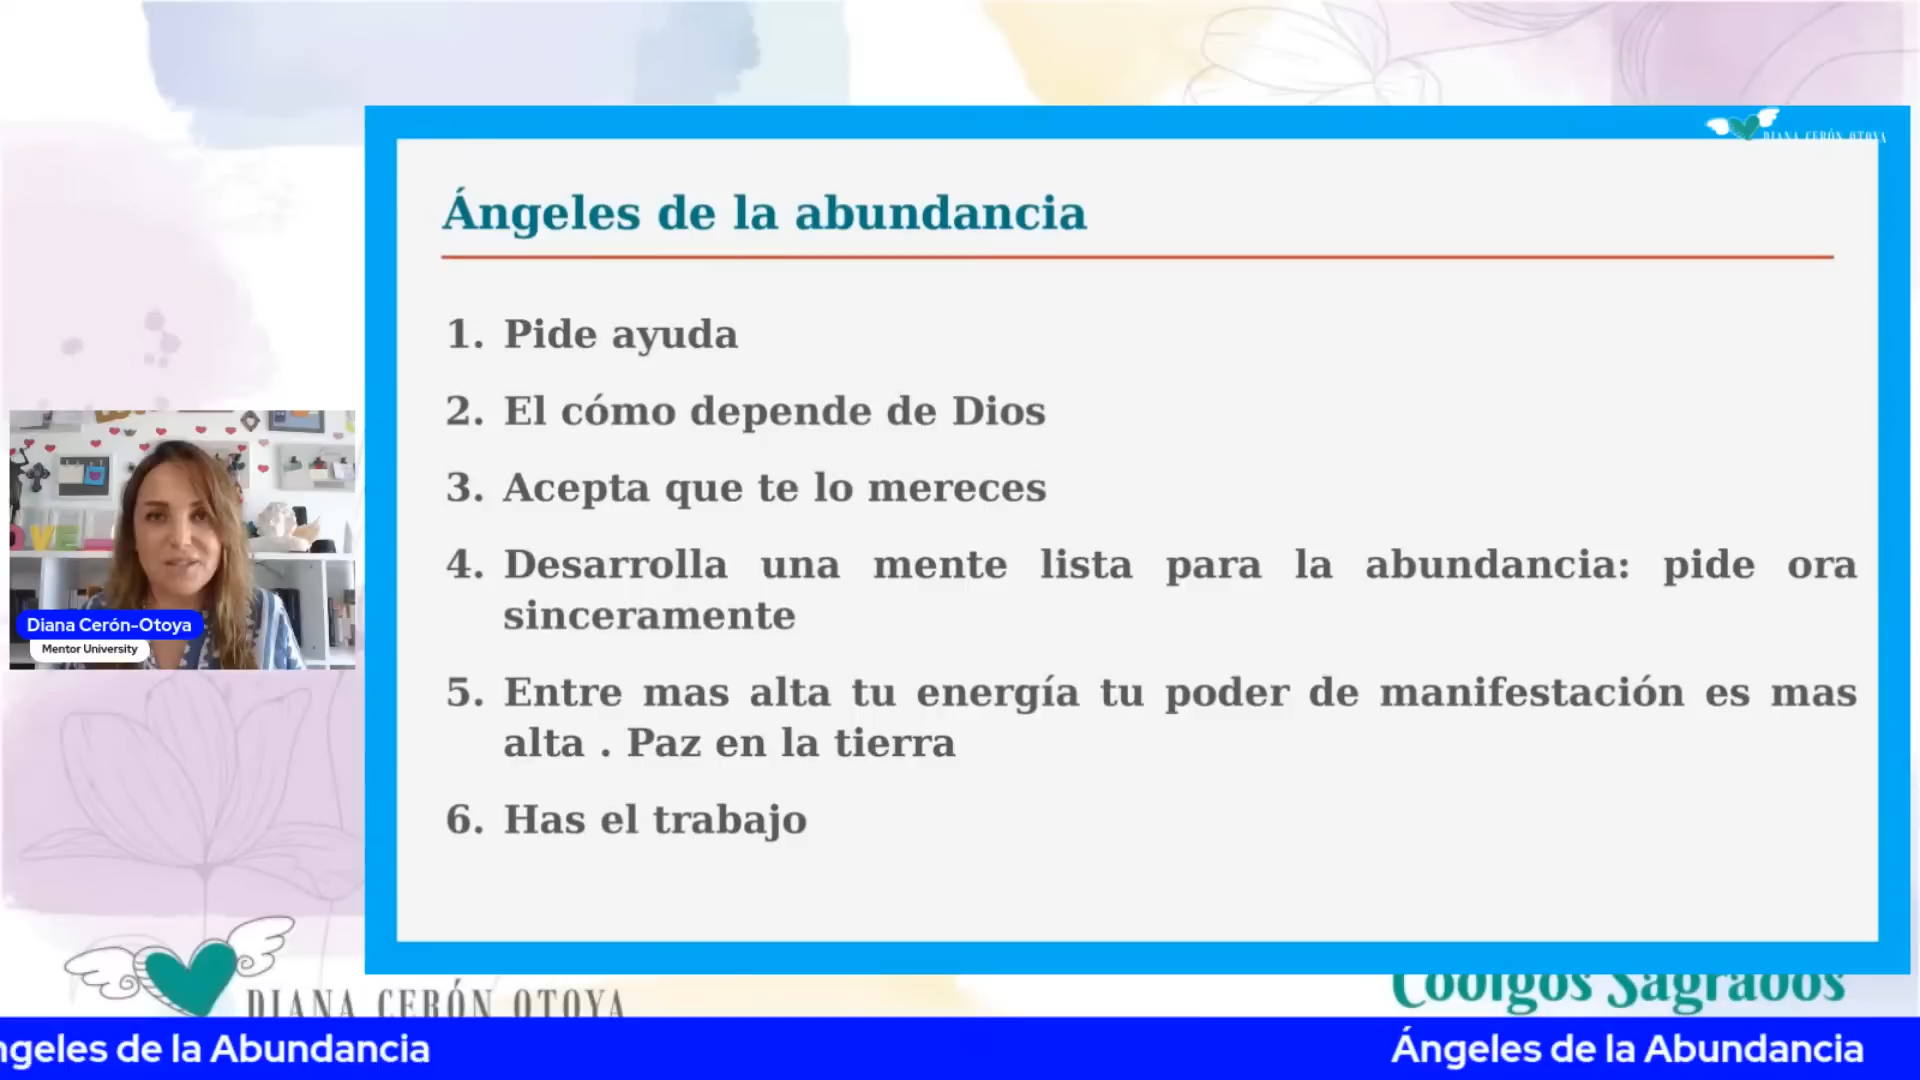 DIANA CERÓN OTOYA
Ángeles de la abundancia
1. Pide ayuda
2. El cómo depende de Dios
3. Acepta que te lo mereces
4. Desarrolla una mente lista para la abundancia: pide ora
sinceramente
5. Entre mas alta tu energía tu poder de manifestación es mas
alta . Paz en la tierra
6. Has el trabajo
Diana Cerón-Otoya
Mentor University
DIANA CERÓN OTOYA
Códigos Sagrados
ngeles de la Abundancia
Ángeles de la Abundancia